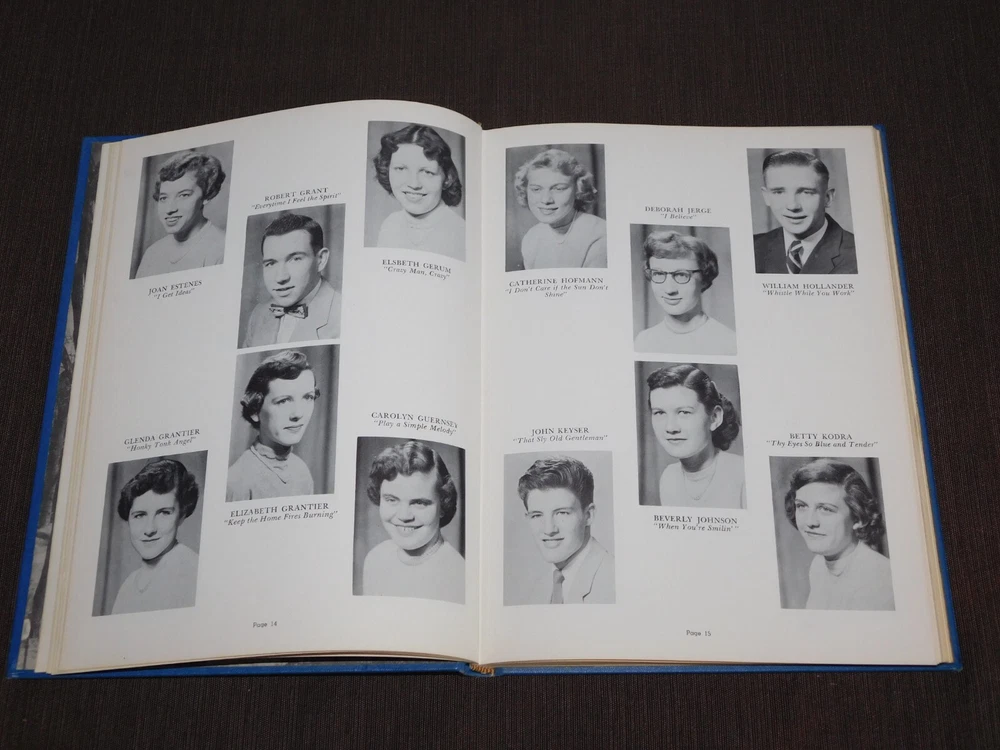 JOAN ESTENES
"I Get Ideas"
ROBERT GRANT
"Everytime I Feel the Spirit"
ELSBETH GERUM
"Crazy Man, Crazy"
GLENDA GRANTIER
"Honky Tonk Angel"
ELIZABETH GRANTIER
"Keep the Home Fires Burning"
CAROLYN GUERNSEY
"Play a Simple Melody"
Page 14
CATHERINE HOFMANN
"I Don't Care if the Sun Don't
Shine"
DEBORAH JERGE
"I Believe"
WILLIAM HOLLANDER
"Whistle While You Work"
JOHN KEYSER
"That Sly Old Gentleman"
BEVERLY JOHNSON
"When You're Smilin'"
BETTY KODRA
"Thy Eyes So Blue and Tender"
Page 15